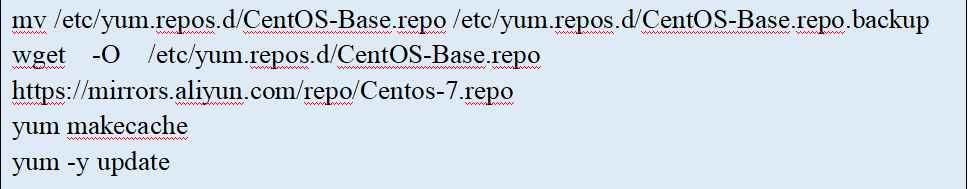 mv /etc/yum.repos.d/CentOS-Base.repo /etc/yum.repos.d/CentOS-Base.repo.backup
wget -O /etc/yum.repos.d/CentOS-Base.repo
https://mirrors.aliyun.com/repo/Centos-7.repo
yum makecache
yum -y update